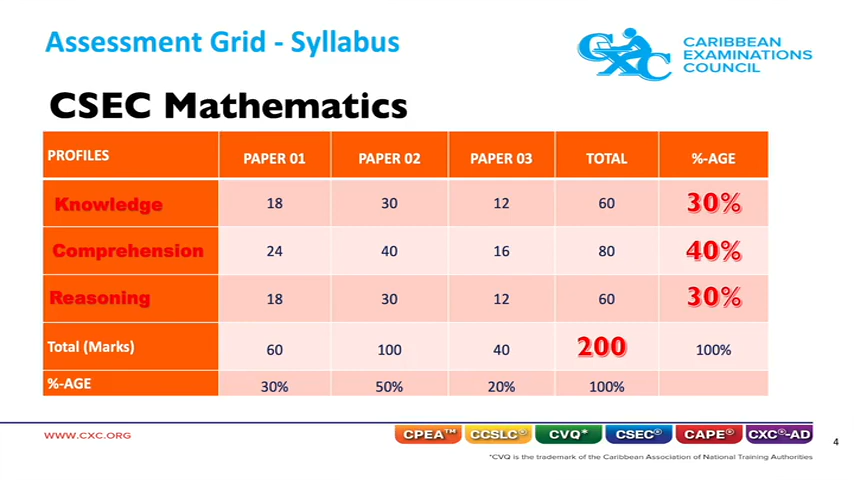 Assessment Grid - Syllabus
CXC
CARIBBEAN
EXAMINATIONS
COUNCIL
CSEC Mathematics
PROFILES PAPER 01 PAPER 02 PAPER 03 TOTAL %-AGE
Knowledge 18 30 12 60 30%
Comprehension 24 40 16 80 40%
Reasoning 18 30 12 60 30%
Total (Marks) 60 100 40 200 100%
%-AGE 30% 50% 20% 100%
WWW.CXC.ORG CPEA™ CCSLC® CVQ* CSEC® CAPE® CXC®-AD
4
*CVQ is the trademark of the Caribbean Association of National Training Authorities